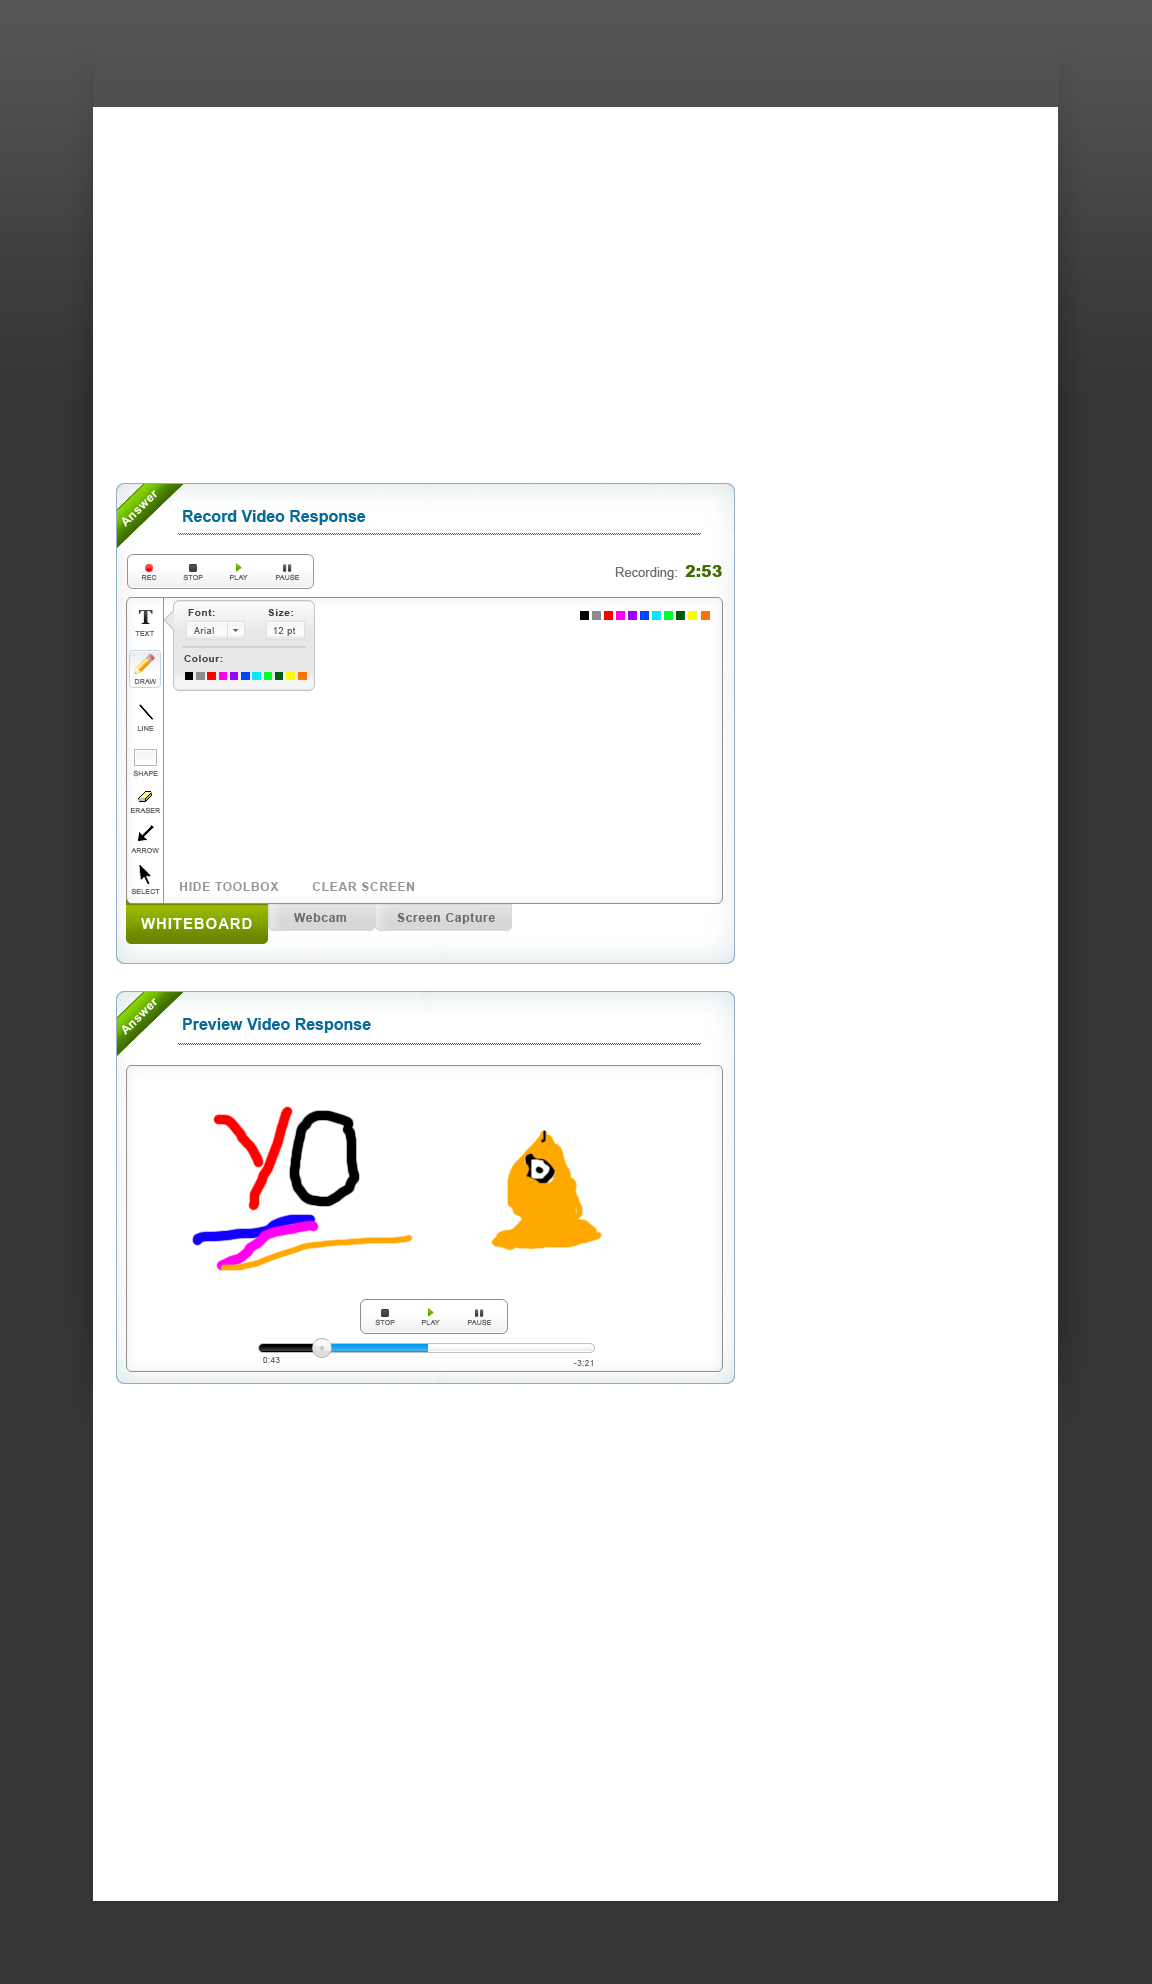 Answer
Record Video Response
REC STOP PLAY PAUSE
Recording: 2:53
T
TEXT
Font: Size:
Arial 12 pt
Colour:
DRAW
LINE
SHAPE
ERASER
ARROW
SELECT
HIDE TOOLBOX CLEAR SCREEN
WHITEBOARD Webcam Screen Capture
Answer
Preview Video Response
YO
STOP PLAY PAUSE
0:43 -3:21